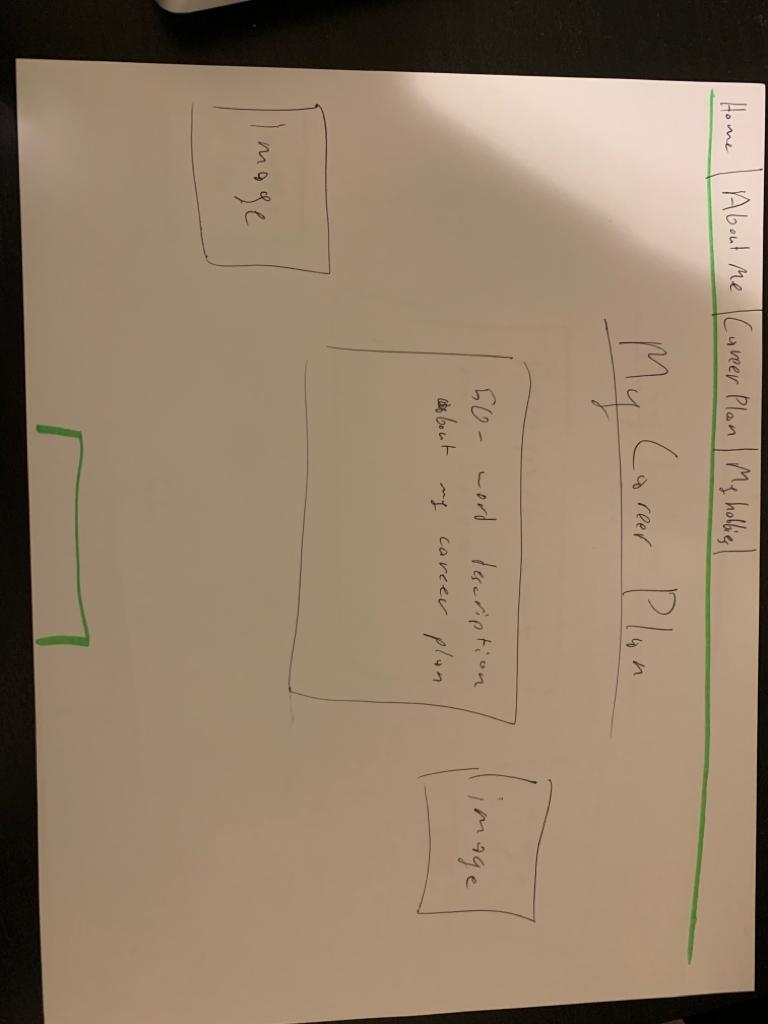 Home | About Me | Career Plan | My hobbies |
My Career Plan
50-word description
about my career plan
image
Image